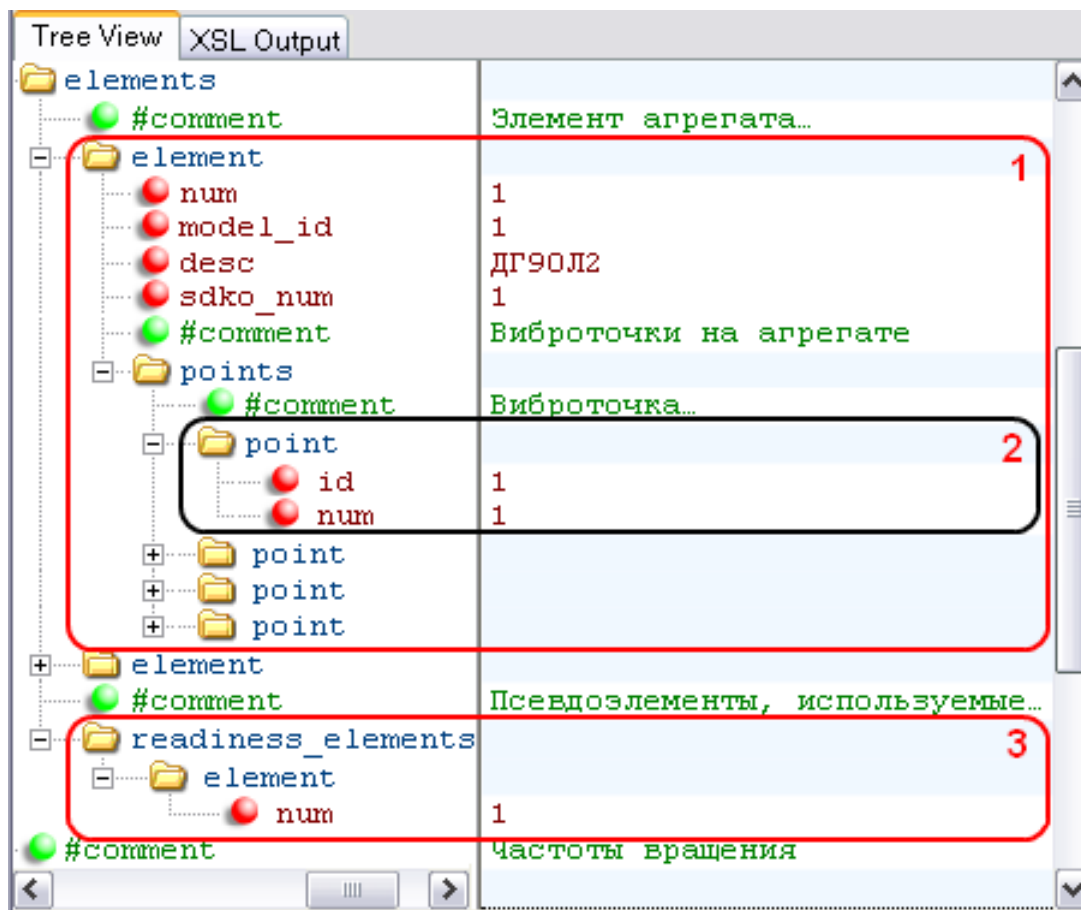 Tree View XSL Output
elements
#comment Элемент агрегата…
element 1
num 1
model_id 1
desc ДГ90Л2
sdko_num 1
#comment Виброточки на агрегате
points
#comment Виброточка…
point 2
id 1
num 1
point
point
point
element
#comment Псевдоэлементы, используемые…
readiness_elements 3
element
num 1
#comment Частоты вращения